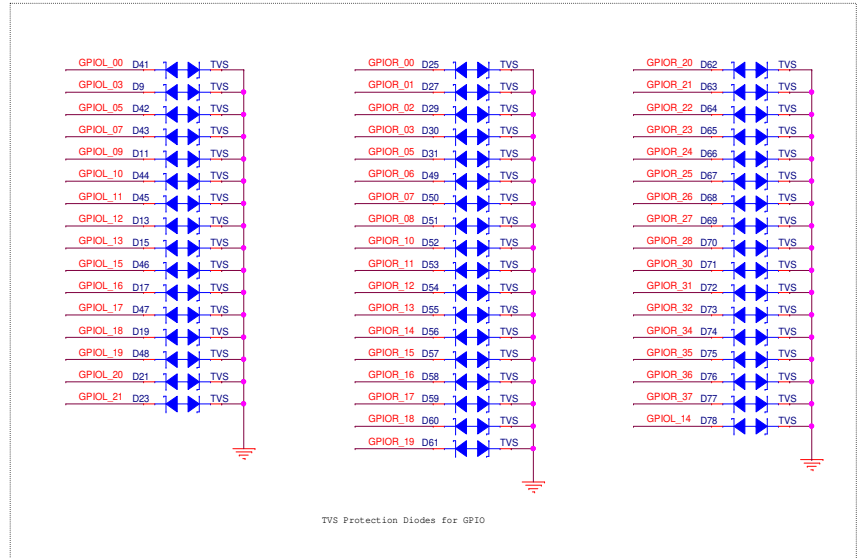 GPIOL_00 D41 TVS
GPIOL_03 D9 TVS
GPIOL_05 D42 TVS
GPIOL_07 D43 TVS
GPIOL_09 D11 TVS
GPIOL_10 D44 TVS
GPIOL_11 D45 TVS
GPIOL_12 D13 TVS
GPIOL_13 D15 TVS
GPIOL_15 D46 TVS
GPIOL_16 D17 TVS
GPIOL_17 D47 TVS
GPIOL_18 D19 TVS
GPIOL_19 D48 TVS
GPIOL_20 D21 TVS
GPIOL_21 D23 TVS
GPIOR_00 D25 TVS
GPIOR_01 D27 TVS
GPIOR_02 D29 TVS
GPIOR_03 D30 TVS
GPIOR_05 D31 TVS
GPIOR_06 D49 TVS
GPIOR_07 D50 TVS
GPIOR_08 D51 TVS
GPIOR_10 D52 TVS
GPIOR_11 D53 TVS
GPIOR_12 D54 TVS
GPIOR_13 D55 TVS
GPIOR_14 D56 TVS
GPIOR_15 D57 TVS
GPIOR_16 D58 TVS
GPIOR_17 D59 TVS
GPIOR_18 D60 TVS
GPIOR_19 D61 TVS
GPIOR_20 D62 TVS
GPIOR_21 D63 TVS
GPIOR_22 D64 TVS
GPIOR_23 D65 TVS
GPIOR_24 D66 TVS
GPIOR_25 D67 TVS
GPIOR_26 D68 TVS
GPIOR_27 D69 TVS
GPIOR_28 D70 TVS
GPIOR_30 D71 TVS
GPIOR_31 D72 TVS
GPIOR_32 D73 TVS
GPIOR_34 D74 TVS
GPIOR_35 D75 TVS
GPIOR_36 D76 TVS
GPIOR_37 D77 TVS
GPIOL_14 D78 TVS
TVS Protection Diodes for GPIO